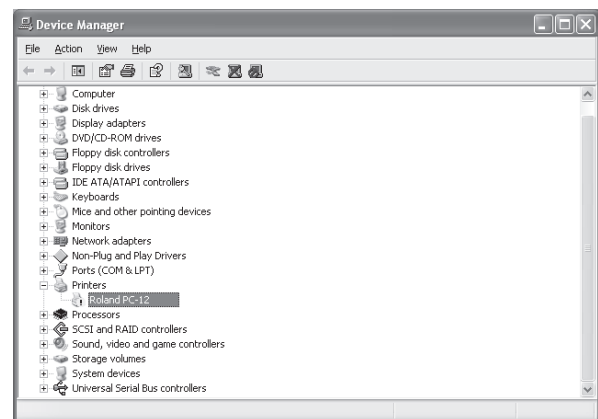 Device Manager
File Action View Help
Computer
Disk drives
Display adapters
DVD/CD-ROM drives
Floppy disk controllers
Floppy disk drives
IDE ATA/ATAPI controllers
Keyboards
Mice and other pointing devices
Monitors
Network adapters
Non-Plug and Play Drivers
Ports (COM & LPT)
Printers
Roland PC-12
Processors
SCSI and RAID controllers
Sound, video and game controllers
Storage volumes
System devices
Universal Serial Bus controllers